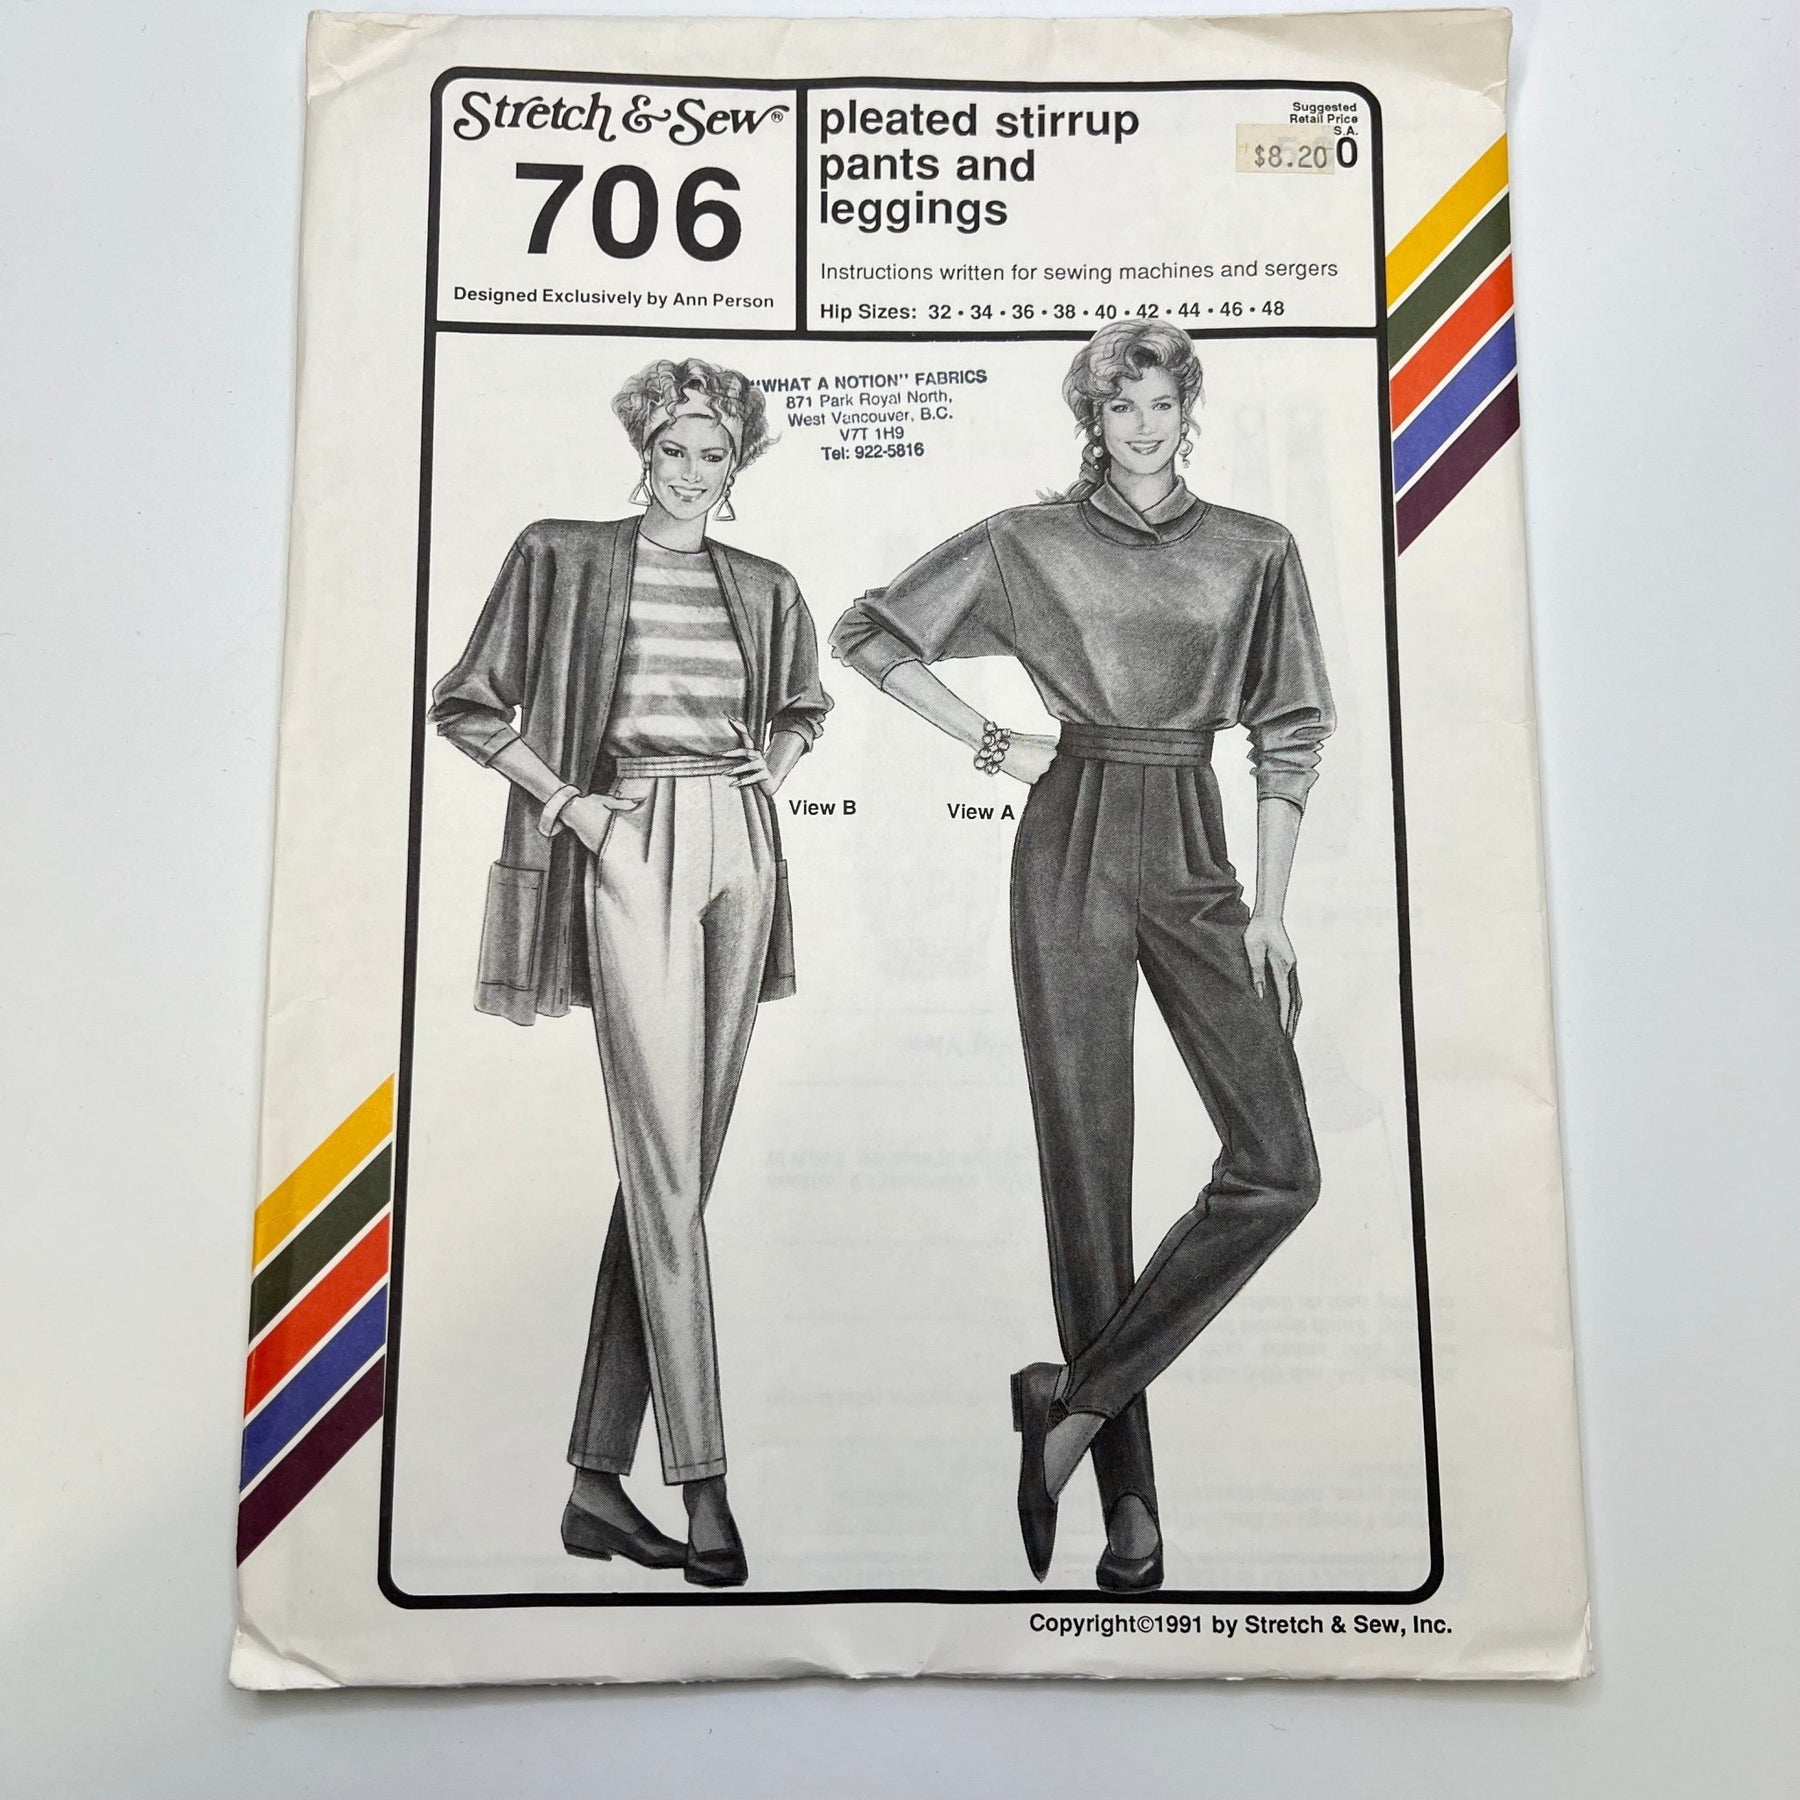 Stretch & Sew®
706
Designed Exclusively by Ann Person
pleated stirrup
pants and
leggings
Instructions written for sewing machines and sergers
Hip Sizes: 32 • 34 • 36 • 38 • 40 • 42 • 44 • 46 • 48
Suggested
Retail Price
S.A.
$8.20 0
"WHAT A NOTION" FABRICS
871 Park Royal North,
West Vancouver, B.C.
V7T 1H9
Tel: 922-5816
View B
View A
Copyright©1991 by Stretch & Sew, Inc.